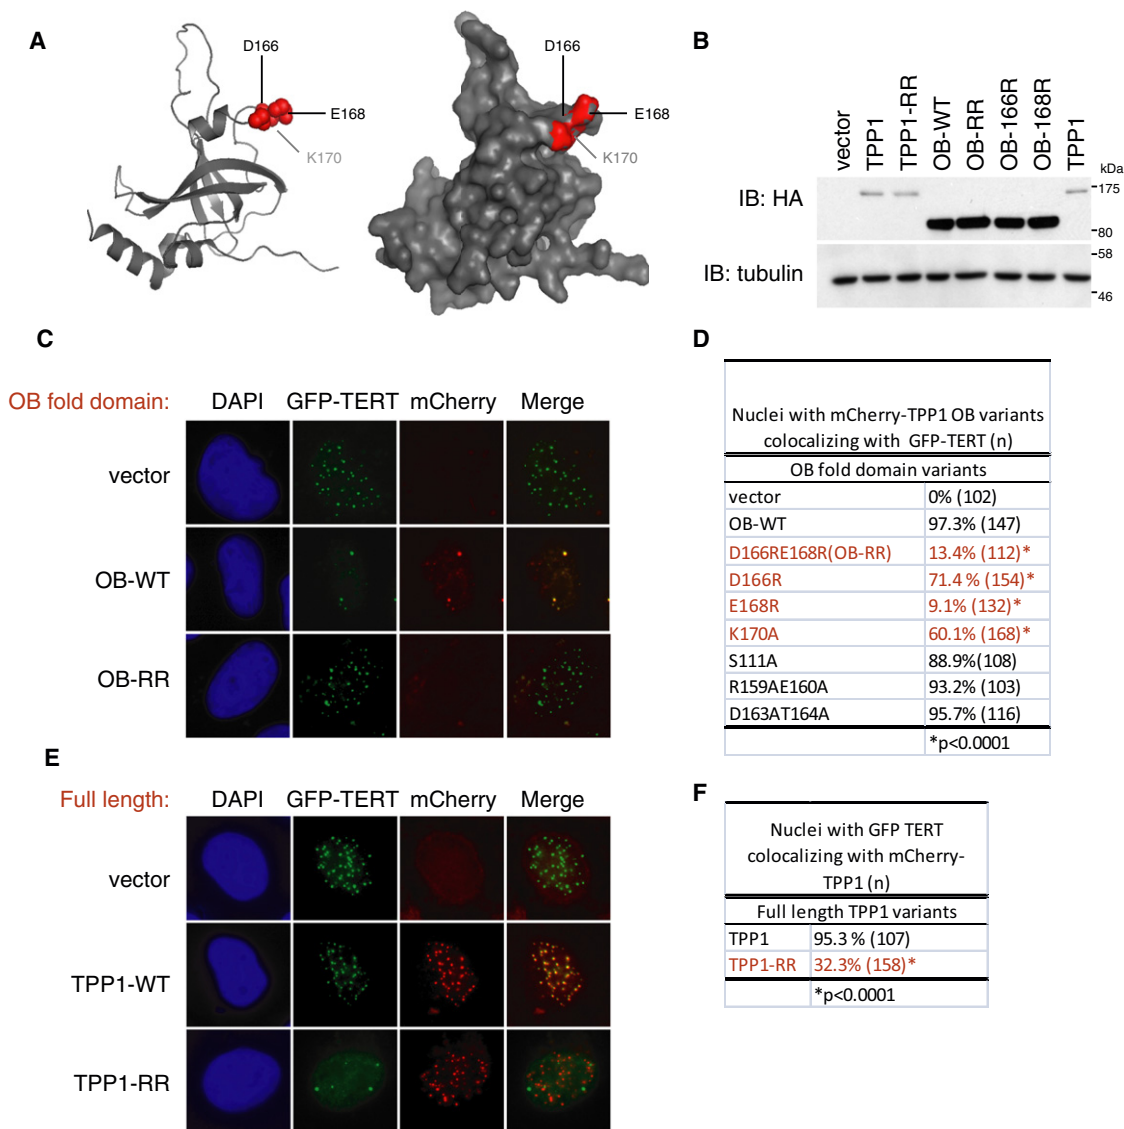 A
D166
E168
K170
D166
E168
K170
B
vector
TPP1
TPP1-RR
OB-WT
OB-RR
OB-166R
OB-168R
TPP1
kDa
IB: HA
175
80
IB: tubulin
58
46
C
OB fold domain:
DAPI GFP-TERT mCherry Merge
vector
OB-WT
OB-RR
D
Nuclei with mCherry-TPP1 OB variants
colocalizing with GFP-TERT (n)
OB fold domain variants
vector 0% (102)
OB-WT 97.3% (147)
D166RE168R(OB-RR) 13.4% (112)*
D166R 71.4 % (154)*
E168R 9.1% (132)*
K170A 60.1% (168)*
S111A 88.9%(108)
R159AE160A 93.2% (103)
D163AT164A 95.7% (116)
*p<0.0001
E
Full length:
DAPI GFP-TERT mCherry Merge
vector
TPP1-WT
TPP1-RR
F
Nuclei with GFP TERT
colocalizing with mCherry-
TPP1 (n)
Full length TPP1 variants
TPP1 95.3 % (107)
TPP1-RR 32.3% (158)*
*p<0.0001